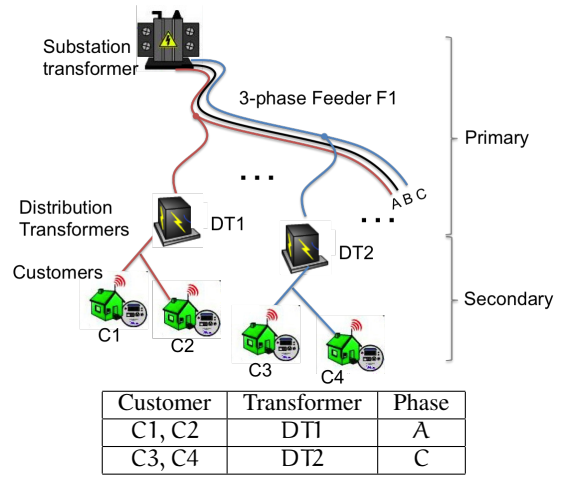 Substation
transformer
3-phase Feeder F1
Primary
A B C
Distribution
Transformers
DT1
DT2
Customers
Secondary
C1
C2
C3
C4
Customer Transformer Phase
C1, C2 DT1 A
C3, C4 DT2 C